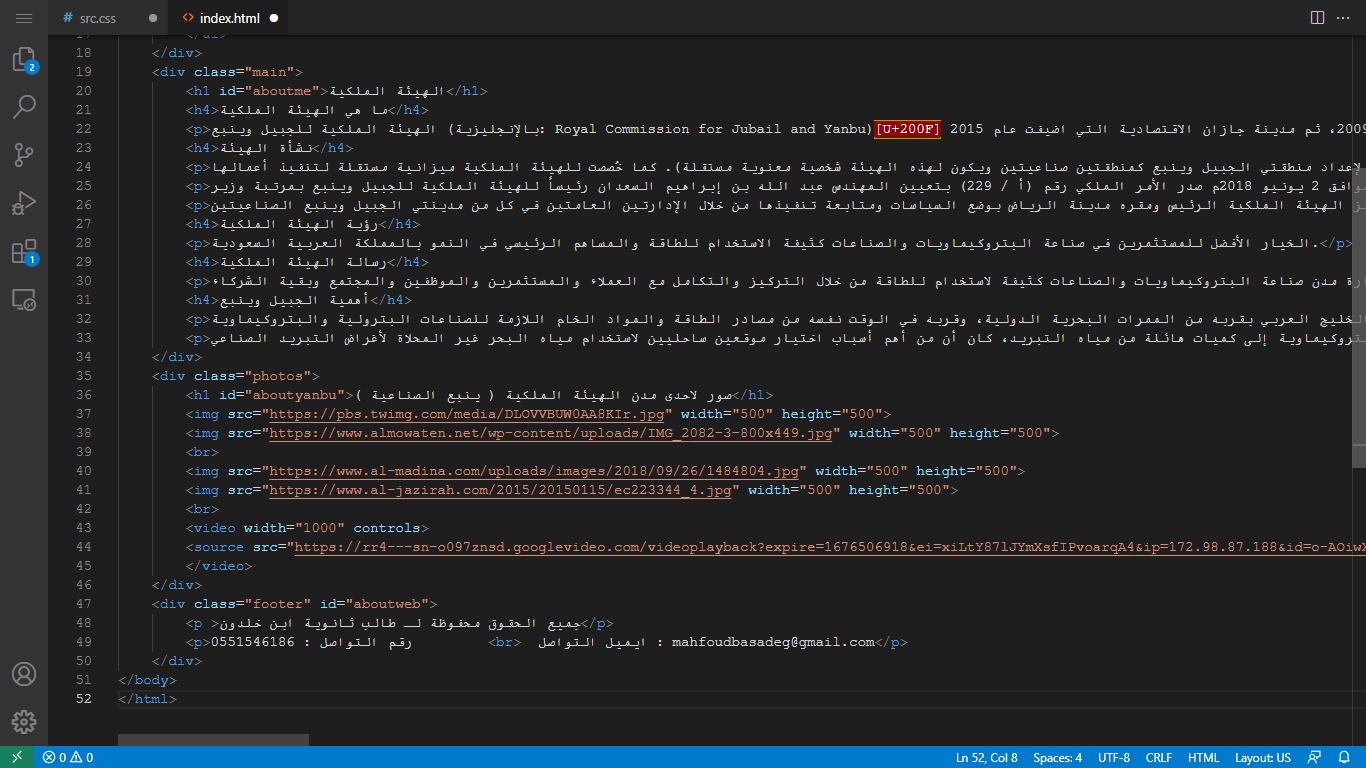 # src.css
<> index.html
17 </ul>
18 </div>
19 <div class="main">
20 <h1 id="aboutme">الهيئة الملكية</h1>
21 <h4>ما هي الهيئة الملكية</h4>
22 <p>الهيئة الملكية للجبيل وينبع (بالإنجليزية: Royal Commission for Jubail and Yanbu)[U+200F] 2009، ثم مدينة جازان الاقتصادية التي اضيفت عام 2015
23 <h4>نشأة الهيئة</h4>
24 <p>لإعداد منطقتي الجبيل وينبع كمنطقتين صناعيتين ويكون لهذه الهيئة شخصية معنوية مستقلة). كما خُصصت للهيئة الملكية ميزانية مستقلة لتنفيذ أعمالها
25 <p>وافق 2 يونيو 2018م صدر الأمر الملكي رقم (أ / 229) بتعيين المهندس عبد الله بن إبراهيم السعدان رئيساً للهيئة الملكية للجبيل وينبع بمرتبة وزير
26 <p>ز الهيئة الملكية الرئيس ومقره مدينة الرياض بوضع السياسات ومتابعة تنفيذها من خلال الإدارتين العامتين في كل من مدينتي الجبيل وينبع الصناعيتين
27 <h4>رؤية الهيئة الملكية</h4>
28 <p>الخيار الأفضل للمستثمرين في صناعة البتروكيماويات والصناعات كثيفة الاستخدام للطاقة والمساهم الرئيسي في النمو بالمملكة العربية السعودية.</p>
29 <h4>رسالة الهيئة الملكية</h4>
30 <p>رة مدن صناعة البتروكيماويات والصناعات كثيفة لاستخدام للطاقة من خلال التركيز والتكامل مع العملاء والمستثمرين والموظفين والمجتمع وبقية الشركاء
31 <h4>أهمية الجبيل وينبع</h4>
32 <p>لخليج العربي بقربه من الممرات البحرية الدولية، وقربه في الوقت نفسه من مصادر الطاقة والمواد الخام اللازمة للصناعات البترولية والبتروكيماوية
33 <p>تروكيماوية إلى كميات هائلة من مياه التبريد، كان أن من أهم أسباب اختيار موقعين ساحليين لاستخدام مياه البحر غير المحلاة لأغراض التبريد الصناعي
34 </div>
35 <div class="photos">
36 <h1 id="aboutyanbu">صور لاحدى مدن الهيئة الملكية ( ينبع الصناعية )</h1>
37 <img src="https://pbs.twimg.com/media/DLOVVBUW0AA8KIr.jpg" width="500" height="500">
38 <img src="https://www.almowaten.net/wp-content/uploads/IMG_2082-3-800x449.jpg" width="500" height="500">
39 <br>
40 <img src="https://www.al-madina.com/uploads/images/2018/09/26/1484804.jpg" width="500" height="500">
41 <img src="https://www.al-jazirah.com/2015/20150115/ec223344_4.jpg" width="500" height="500">
42 <br>
43 <video width="1000" controls>
44 <source src="https://rr4---sn-o097znsd.googlevideo.com/videoplayback?expire=1676506918&ei=xiLtY87lJYmXsfIPvoarqA4&ip=172.98.87.188&id=o-AOiwX
45 </video>
46 </div>
47 <div class="footer" id="aboutweb">
48 <p >جميع الحقوق محفوظة لـ طالب ثانوية ابن خلدون</p>
49 <p>رقم التواصل : 0551546186 <br> ايميل التواصل : mahfoudbasadeg@gmail.com</p>
50 </div>
51 </body>
52 </html>
2
1
0 0 Ln 52, Col 8 Spaces: 4 UTF-8 CRLF HTML Layout: US